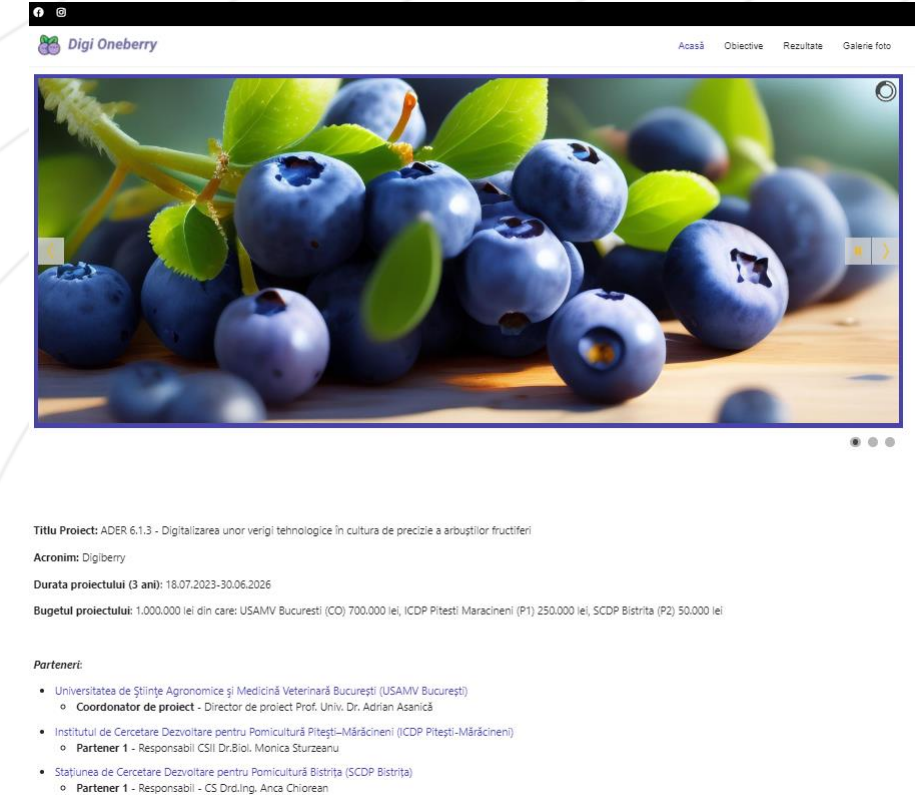 Digi Oneberry
Acasă Obiective Rezultate Galerie foto
Titlu Proiect: ADER 6.1.3 - Digitalizarea unor verigi tehnologice în cultura de precizie a arbuștilor fructiferi
Acronim: Digiberry
Durata proiectului (3 ani): 18.07.2023-30.06.2026
Bugetul proiectului: 1.000.000 lei din care: USAMV Bucuresti (CO) 700.000 lei, ICDP Pitesti Maracineni (P1) 250.000 lei, SCDP Bistrita (P2) 50.000 lei
Parteneri:
Universitatea de Științe Agronomice și Medicină Veterinară București (USAMV București)
Coordonator de proiect - Director de proiect Prof. Univ. Dr. Adrian Asanică
Institutul de Cercetare Dezvoltare pentru Pomicultură Pitești–Mărăcineni (ICDP Pitești-Mărăcineni)
Partener 1 - Responsabil CSII Dr.Biol. Monica Sturzeanu
Stațiunea de Cercetare Dezvoltare pentru Pomicultură Bistrița (SCDP Bistrița)
Partener 1 - Responsabil - CS Drd.Ing. Anca Chiorean